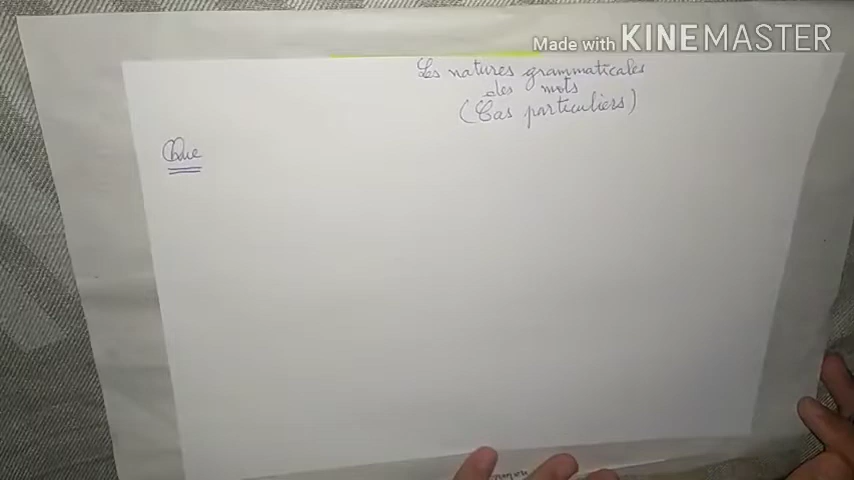 Made with KINEMASTER
Les natures grammaticales
des mots
(Cas particuliers)
Que